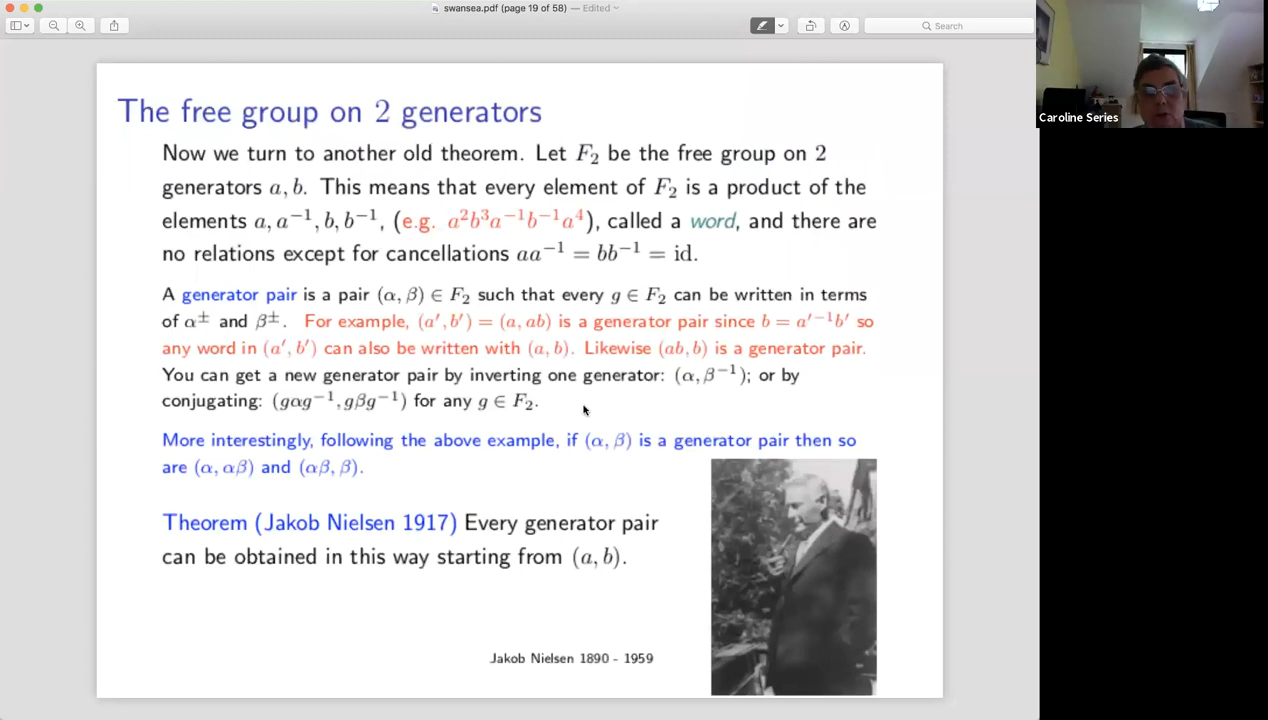 swansea.pdf (page 19 of 58) — Edited
Search
Caroline Series
The free group on 2 generators
Now we turn to another old theorem. Let F₂ be the free group on 2
generators a, b. This means that every element of F₂ is a product of the
elements a, a⁻¹, b, b⁻¹, (e.g. a²b³a⁻¹b⁻¹a⁴), called a word, and there are
no relations except for cancellations aa⁻¹ = bb⁻¹ = id.
A generator pair is a pair (α, β) ∈ F₂ such that every g ∈ F₂ can be written in terms
of α± and β±. For example, (a′, b′) = (a, ab) is a generator pair since b = a′⁻¹b′ so
any word in (a′, b′) can also be written with (a, b). Likewise (ab, b) is a generator pair.
You can get a new generator pair by inverting one generator: (α, β⁻¹); or by
conjugating: (gαg⁻¹, gβg⁻¹) for any g ∈ F₂.
More interestingly, following the above example, if (α, β) is a generator pair then so
are (α, αβ) and (αβ, β).
Theorem (Jakob Nielsen 1917) Every generator pair
can be obtained in this way starting from (a, b).
Jakob Nielsen 1890 - 1959